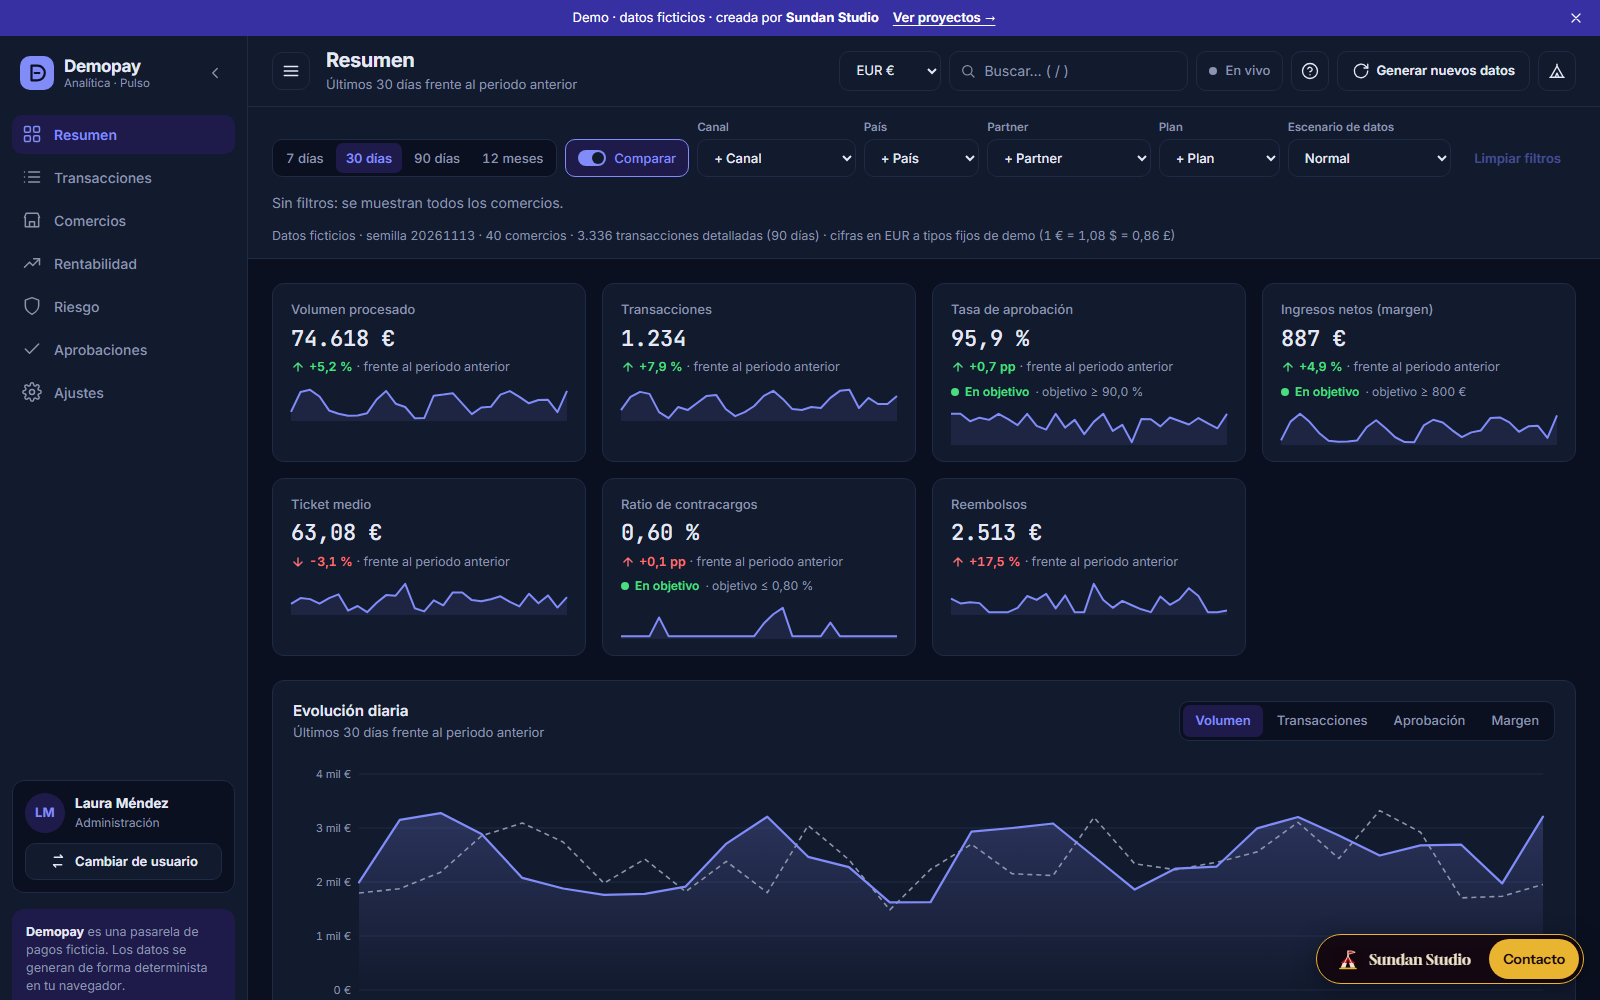 Demo · datos ficticios · creada por Sundan Studio Ver proyectos →
Demopay
Analítica · Pulso
Resumen
Transacciones
Comercios
Rentabilidad
Riesgo
Aprobaciones
Ajustes
LM
Laura Méndez
Administración
Cambiar de usuario
Demopay es una pasarela de
pagos ficticia. Los datos se
generan de forma determinista
en tu navegador.
Resumen
Últimos 30 días frente al periodo anterior
EUR €
Buscar... ( / )
En vivo
Generar nuevos datos
7 días
30 días
90 días
12 meses
Comparar
Canal
+ Canal
País
+ País
Partner
+ Partner
Plan
+ Plan
Escenario de datos
Normal
Limpiar filtros
Sin filtros: se muestran todos los comercios.
Datos ficticios · semilla 20261113 · 40 comercios · 3.336 transacciones detalladas (90 días) · cifras en EUR a tipos fijos de demo (1 € = 1,08 $ = 0,86 £)
Volumen procesado
74.618 €
↑ +5,2 % · frente al periodo anterior
Transacciones
1.234
↑ +7,9 % · frente al periodo anterior
Tasa de aprobación
95,9 %
↑ +0,7 pp · frente al periodo anterior
En objetivo · objetivo ≥ 90,0 %
Ingresos netos (margen)
887 €
↑ +4,9 % · frente al periodo anterior
En objetivo · objetivo ≥ 800 €
Ticket medio
63,08 €
↓ -3,1 % · frente al periodo anterior
Ratio de contracargos
0,60 %
↑ +0,1 pp · frente al periodo anterior
En objetivo · objetivo ≤ 0,80 %
Reembolsos
2.513 €
↑ +17,5 % · frente al periodo anterior
Evolución diaria
Últimos 30 días frente al periodo anterior
Volumen
Transacciones
Aprobación
Margen
4 mil €
3 mil €
2 mil €
1 mil €
0 €
Sundan Studio
Contacto